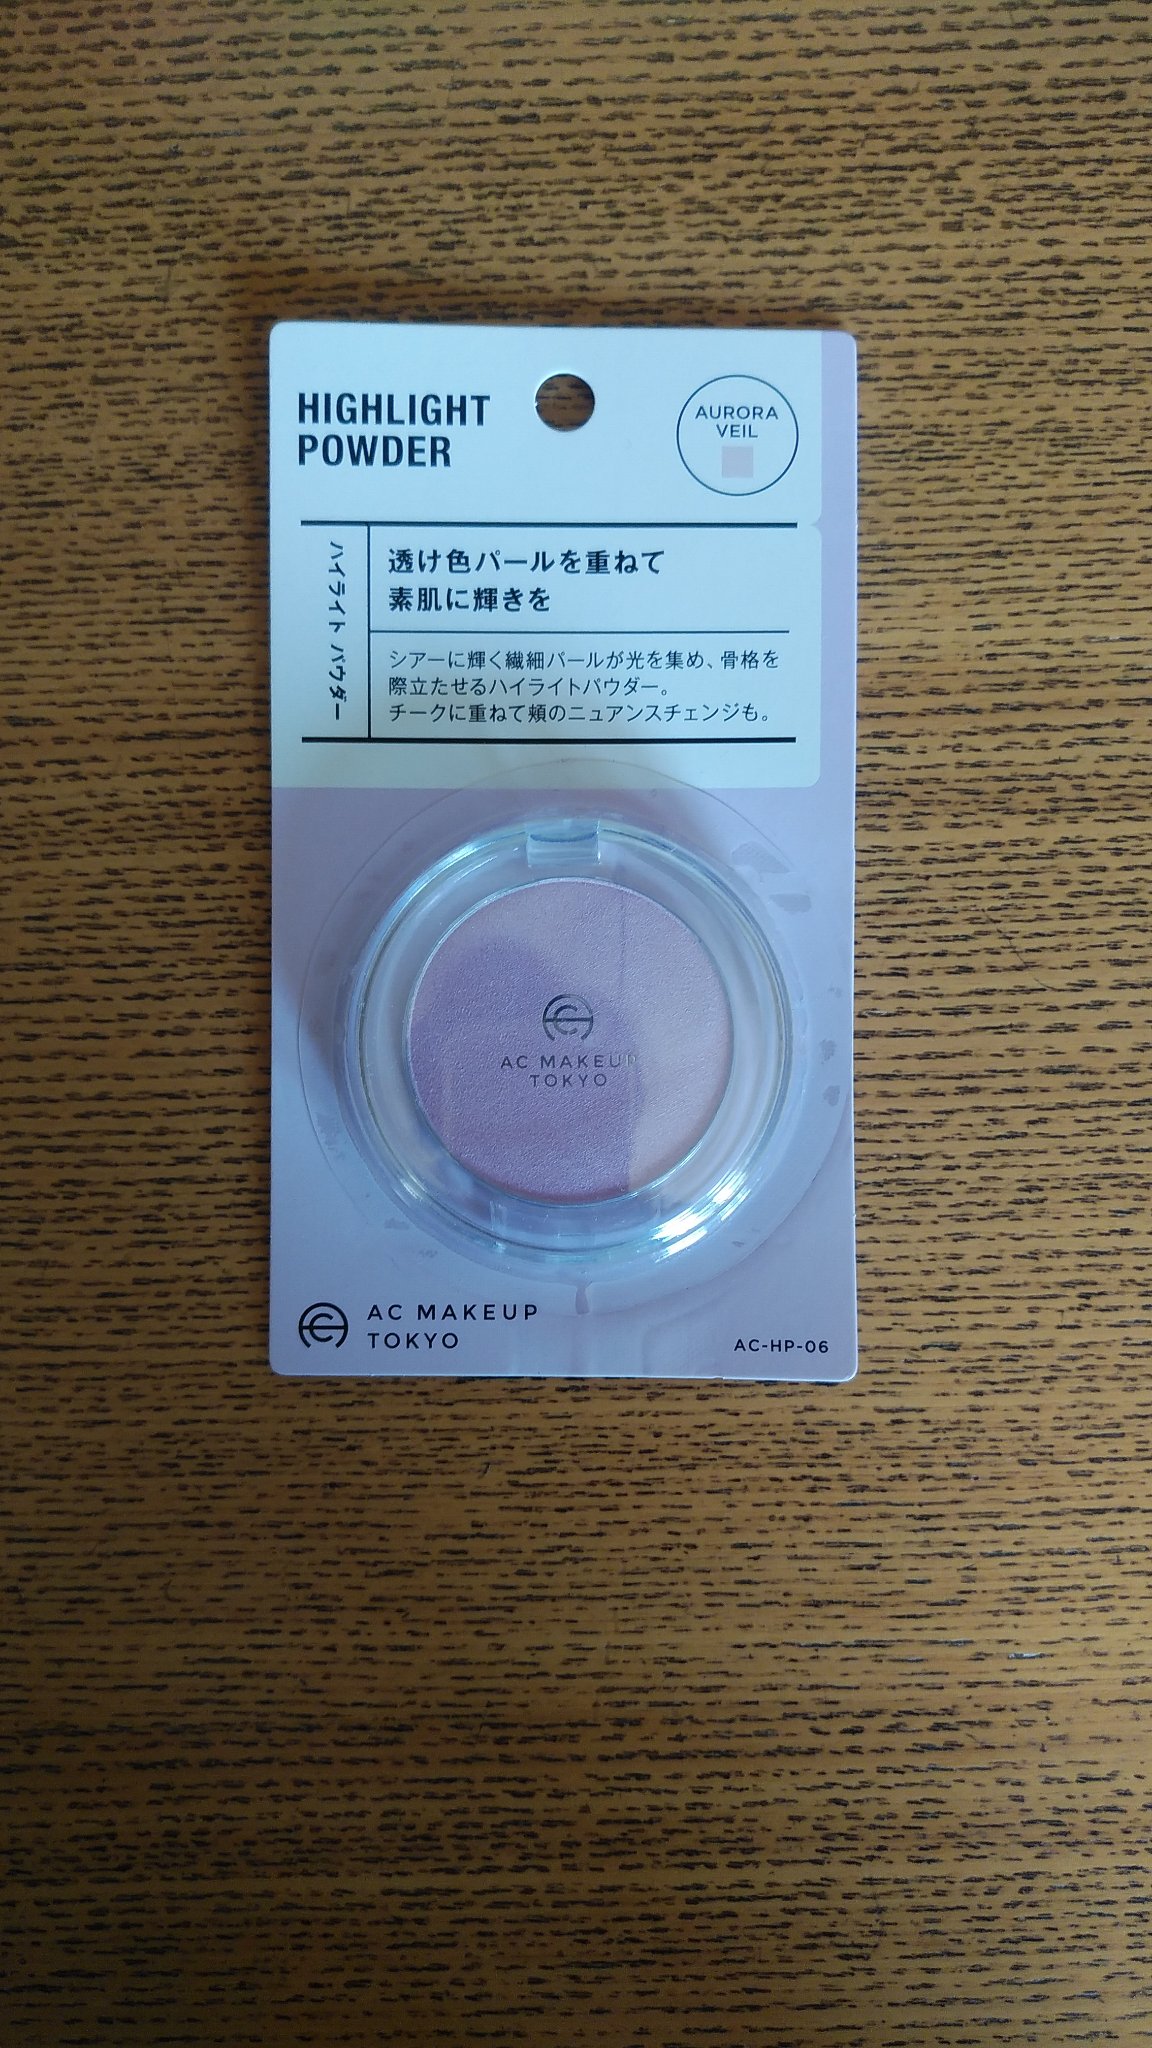 HIGHLIGHT
POWDER
AURORA
VEIL
ハイライト パウダー
透け色パールを重ねて
素肌に輝きを
シアーに輝く繊細パールが光を集め、骨格を
際立たせるハイライトパウダー。
チークに重ねて頬のニュアンスチェンジも。
AC MAKEUP
TOKYO
AC MAKEUP
TOKYO
AC-HP-06